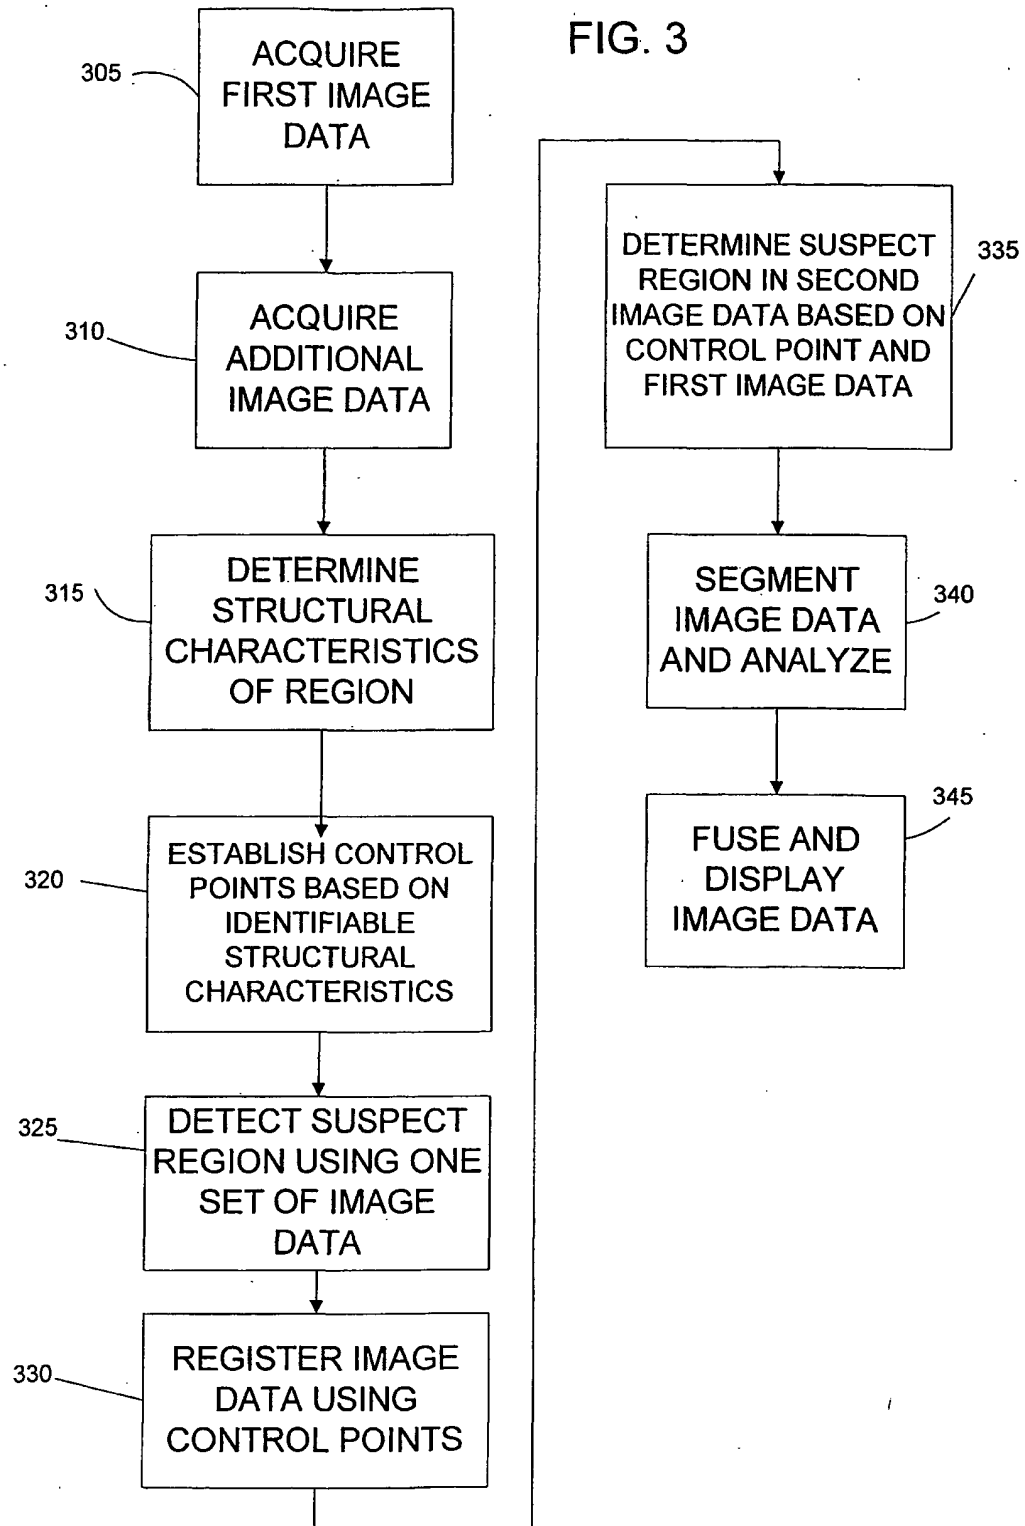 FIG. 3
305
ACQUIRE
FIRST IMAGE
DATA
310
ACQUIRE
ADDITIONAL
IMAGE DATA
315
DETERMINE
STRUCTURAL
CHARACTERISTICS
OF REGION
320
ESTABLISH CONTROL
POINTS BASED ON
IDENTIFIABLE
STRUCTURAL
CHARACTERISTICS
325
DETECT SUSPECT
REGION USING ONE
SET OF IMAGE
DATA
330
REGISTER IMAGE
DATA USING
CONTROL POINTS
335
DETERMINE SUSPECT
REGION IN SECOND
IMAGE DATA BASED ON
CONTROL POINT AND
FIRST IMAGE DATA
340
SEGMENT
IMAGE DATA
AND ANALYZE
345
FUSE AND
DISPLAY
IMAGE DATA